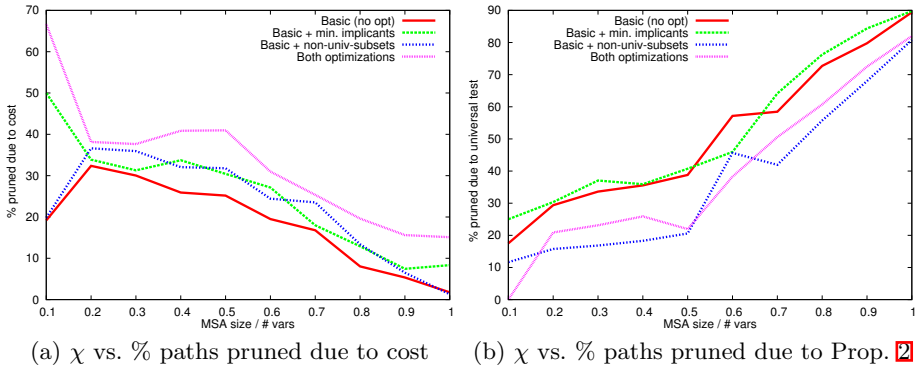 70
60
50
40
30
20
10
0
% pruned due to cost
Basic (no opt)
Basic + min. implicants
Basic + non-univ-subsets
Both optimizations
0.1 0.2 0.3 0.4 0.5 0.6 0.7 0.8 0.9 1
MSA size / # vars
(a) χ vs. % paths pruned due to cost
90
80
70
60
50
40
30
20
10
0
% pruned due to universal test
Basic (no opt)
Basic + min. implicants
Basic + non-univ-subsets
Both optimizations
0.1 0.2 0.3 0.4 0.5 0.6 0.7 0.8 0.9 1
MSA size / # vars
(b) χ vs. % paths pruned due to Prop. 2